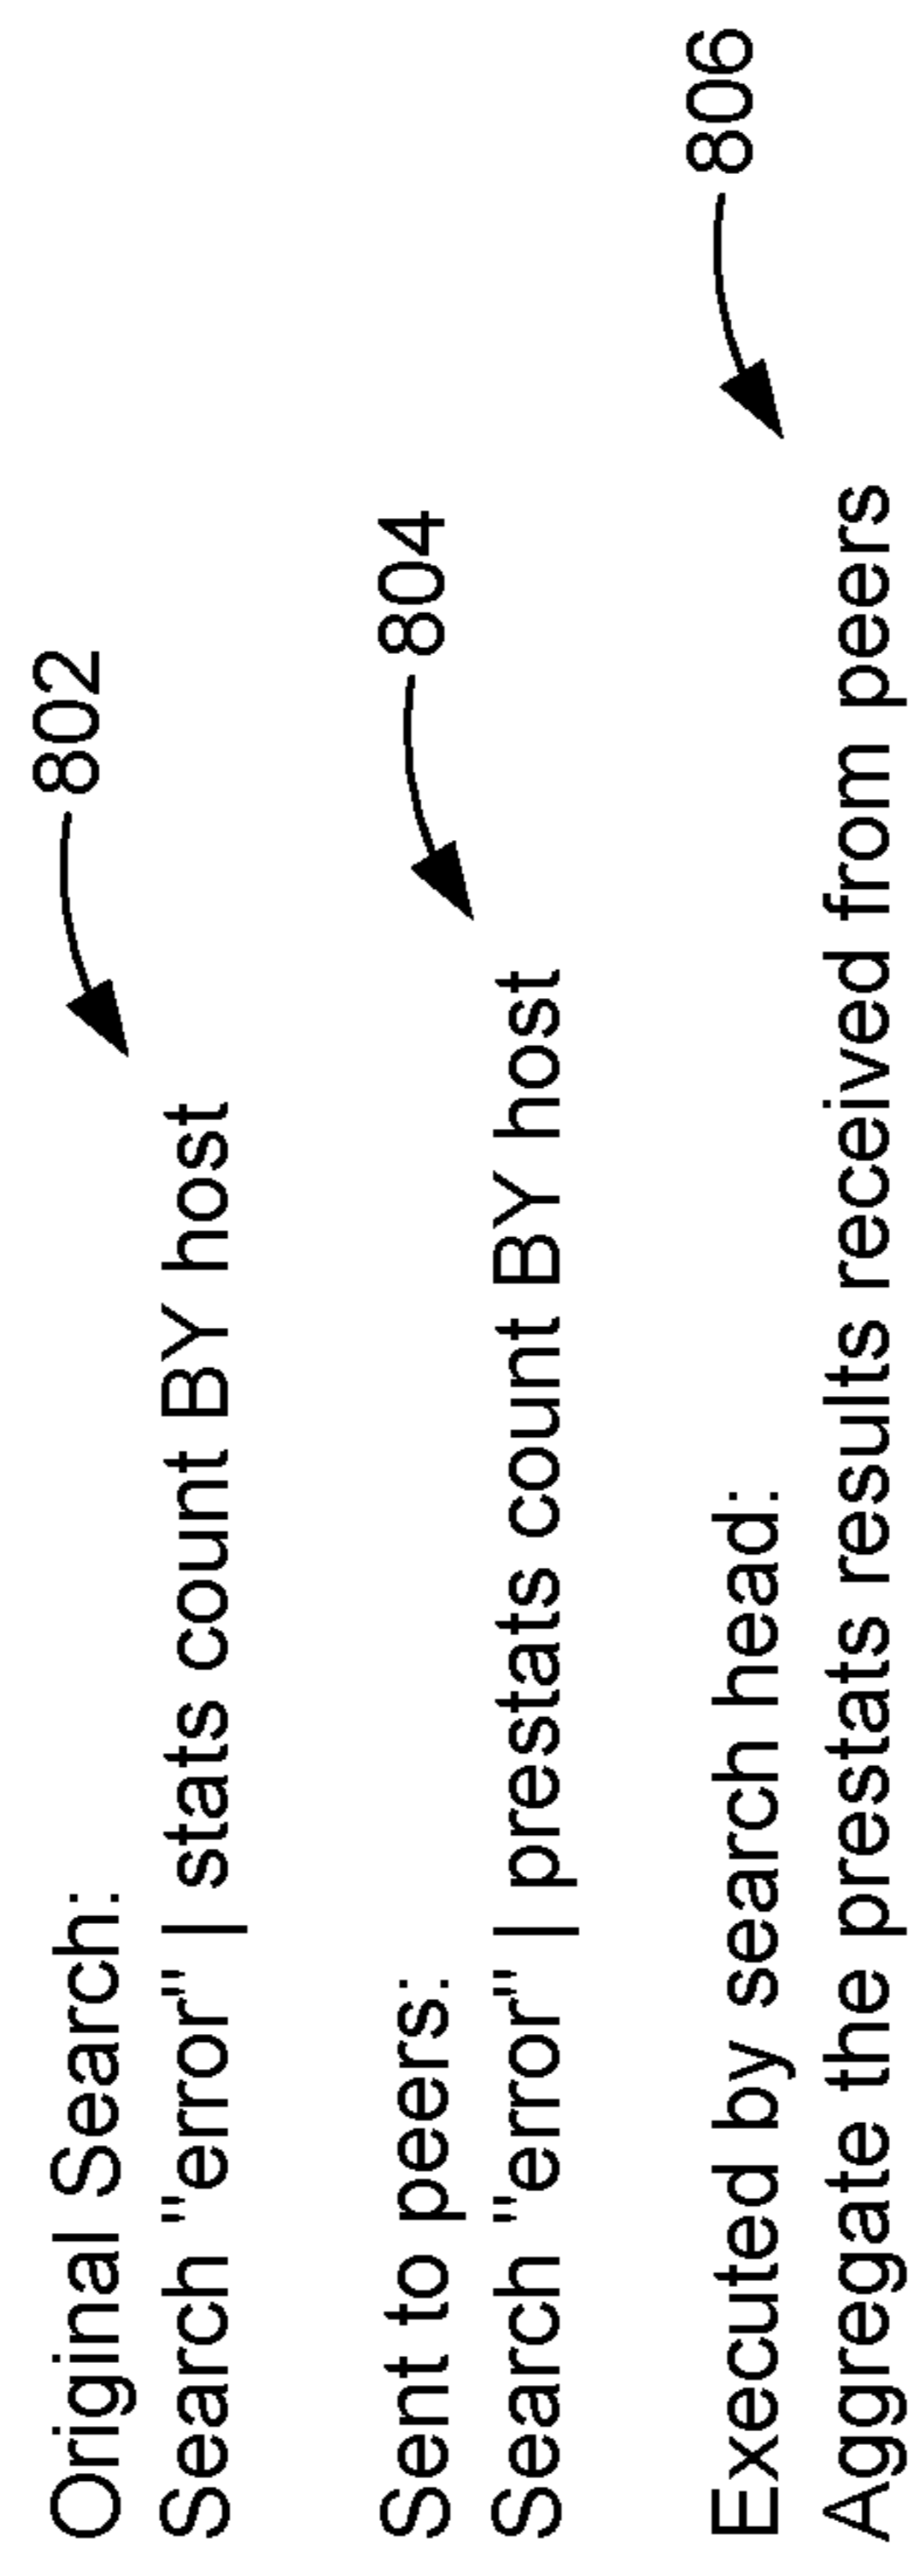 Original Search: 802
Search "error" | stats count BY host
Sent to peers: 804
Search "error" | prestats count BY host
Executed by search head: 806
Aggregate the prestats results received from peers